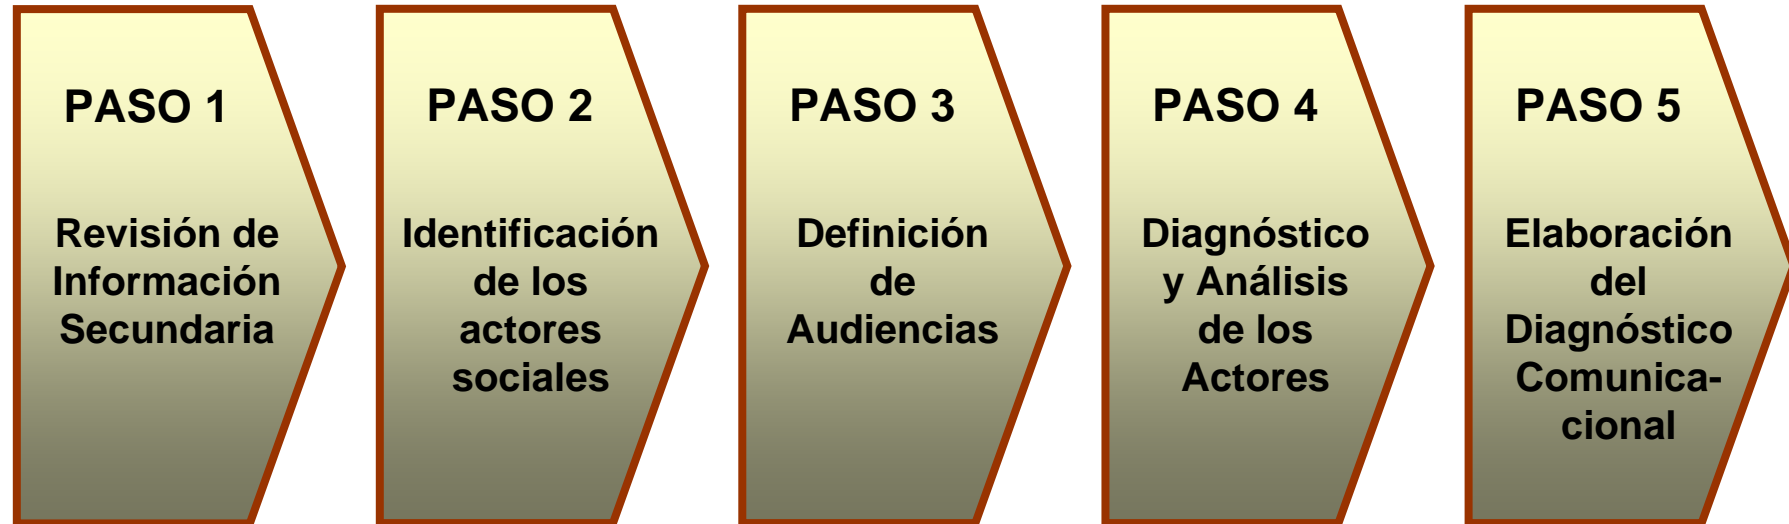 PASO 1
Revisión de
Información
Secundaria
PASO 2
Identificación
de los
actores
sociales
PASO 3
Definición
de
Audiencias
PASO 4
Diagnóstico
y Análisis
de los
Actores
PASO 5
Elaboración
del
Diagnóstico
Comunica-
cional